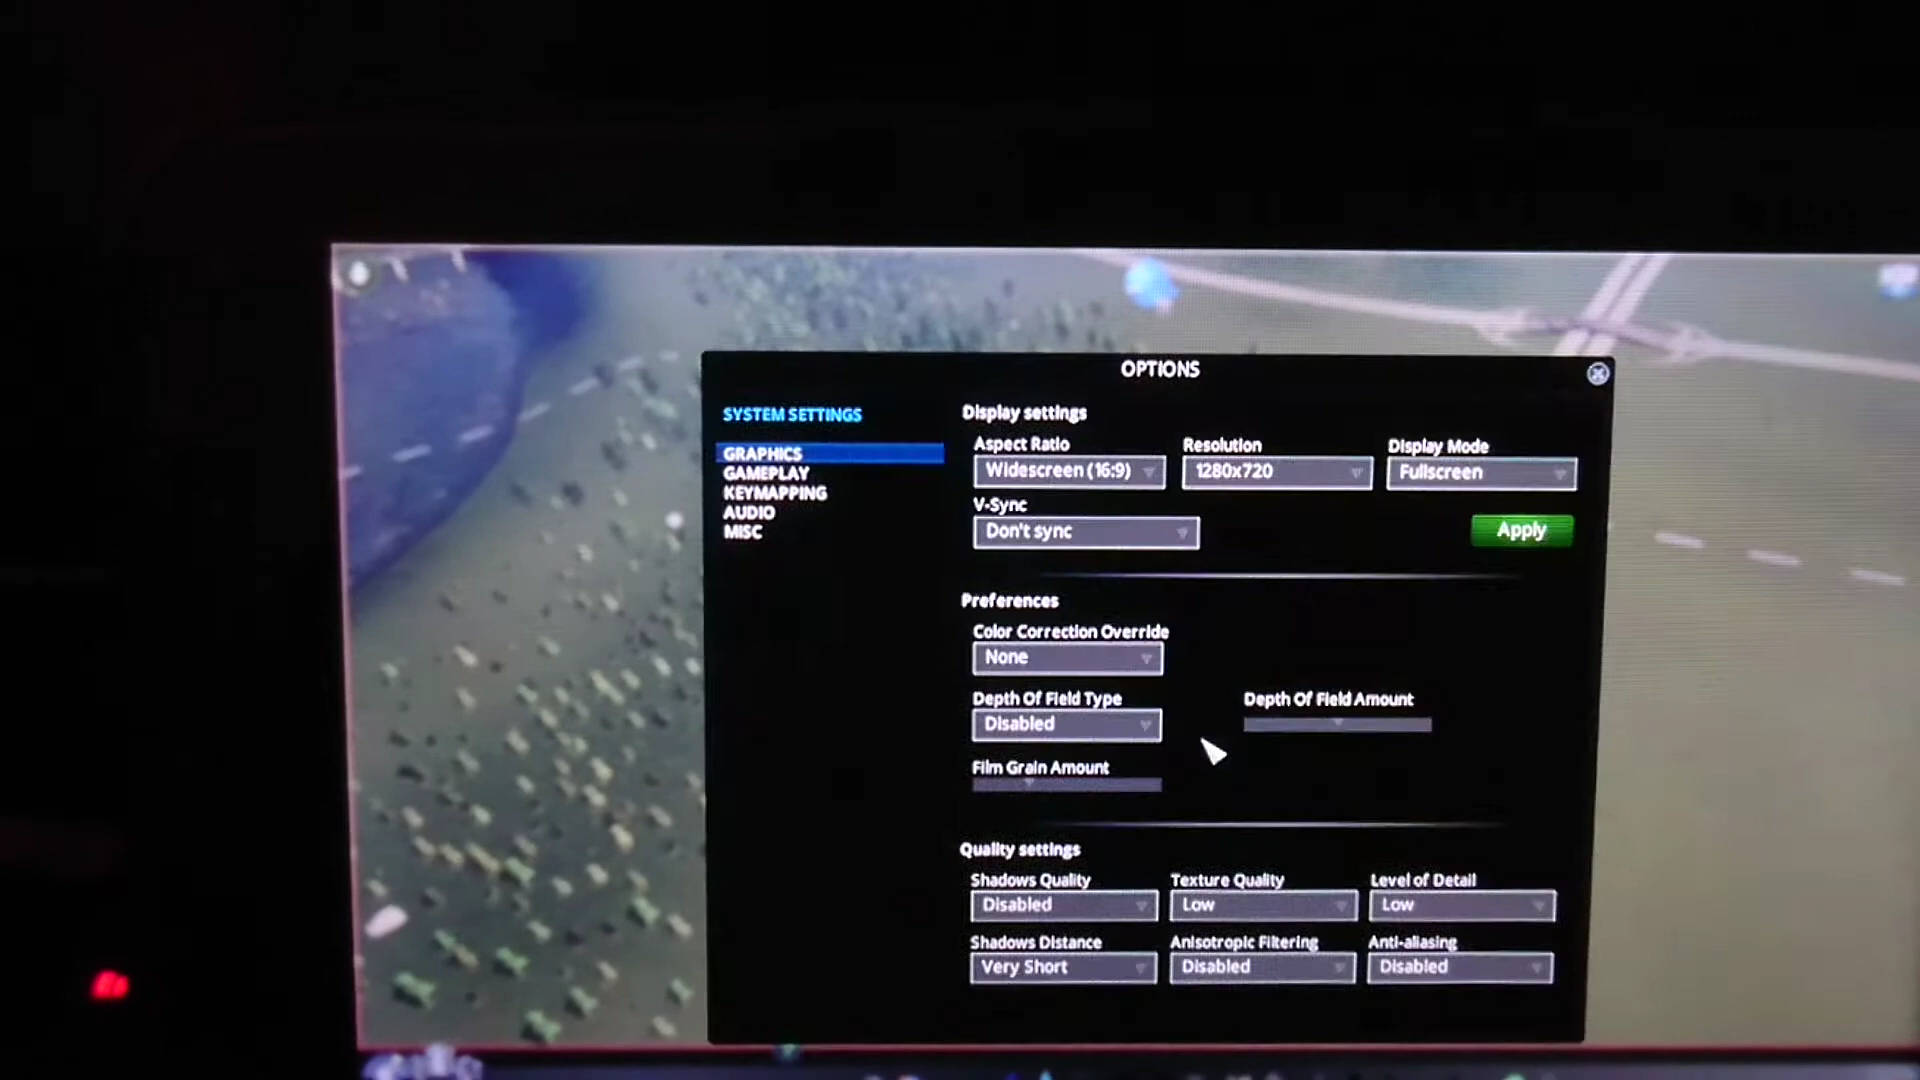 OPTIONS
SYSTEM SETTINGS
GRAPHICS
GAMEPLAY
KEYMAPPING
AUDIO
MISC
Display settings
Aspect Ratio
Resolution
Display Mode
Widescreen (16:9)
1280x720
Fullscreen
V-Sync
Don't sync
Apply
Preferences
Color Correction Override
None
Depth Of Field Type
Depth Of Field Amount
Disabled
Film Grain Amount
Quality settings
Shadows Quality
Texture Quality
Level of Detail
Disabled
Low
Low
Shadows Distance
Anisotropic Filtering
Anti-aliasing
Very Short
Disabled
Disabled